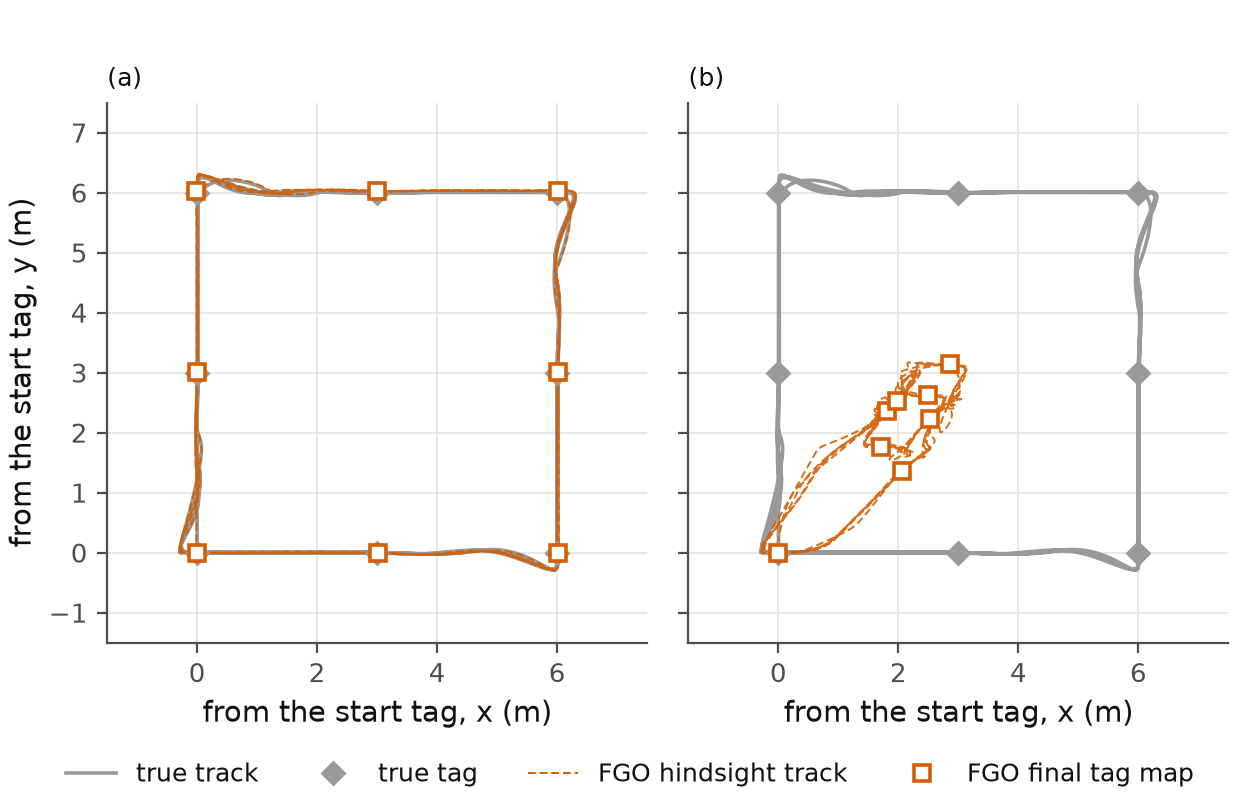 (a)
(b)
from the start tag, y (m)
7
6
5
4
3
2
1
0
−1
0 2 4 6
0 2 4 6
from the start tag, x (m)
from the start tag, x (m)
true track
true tag
FGO hindsight track
FGO final tag map